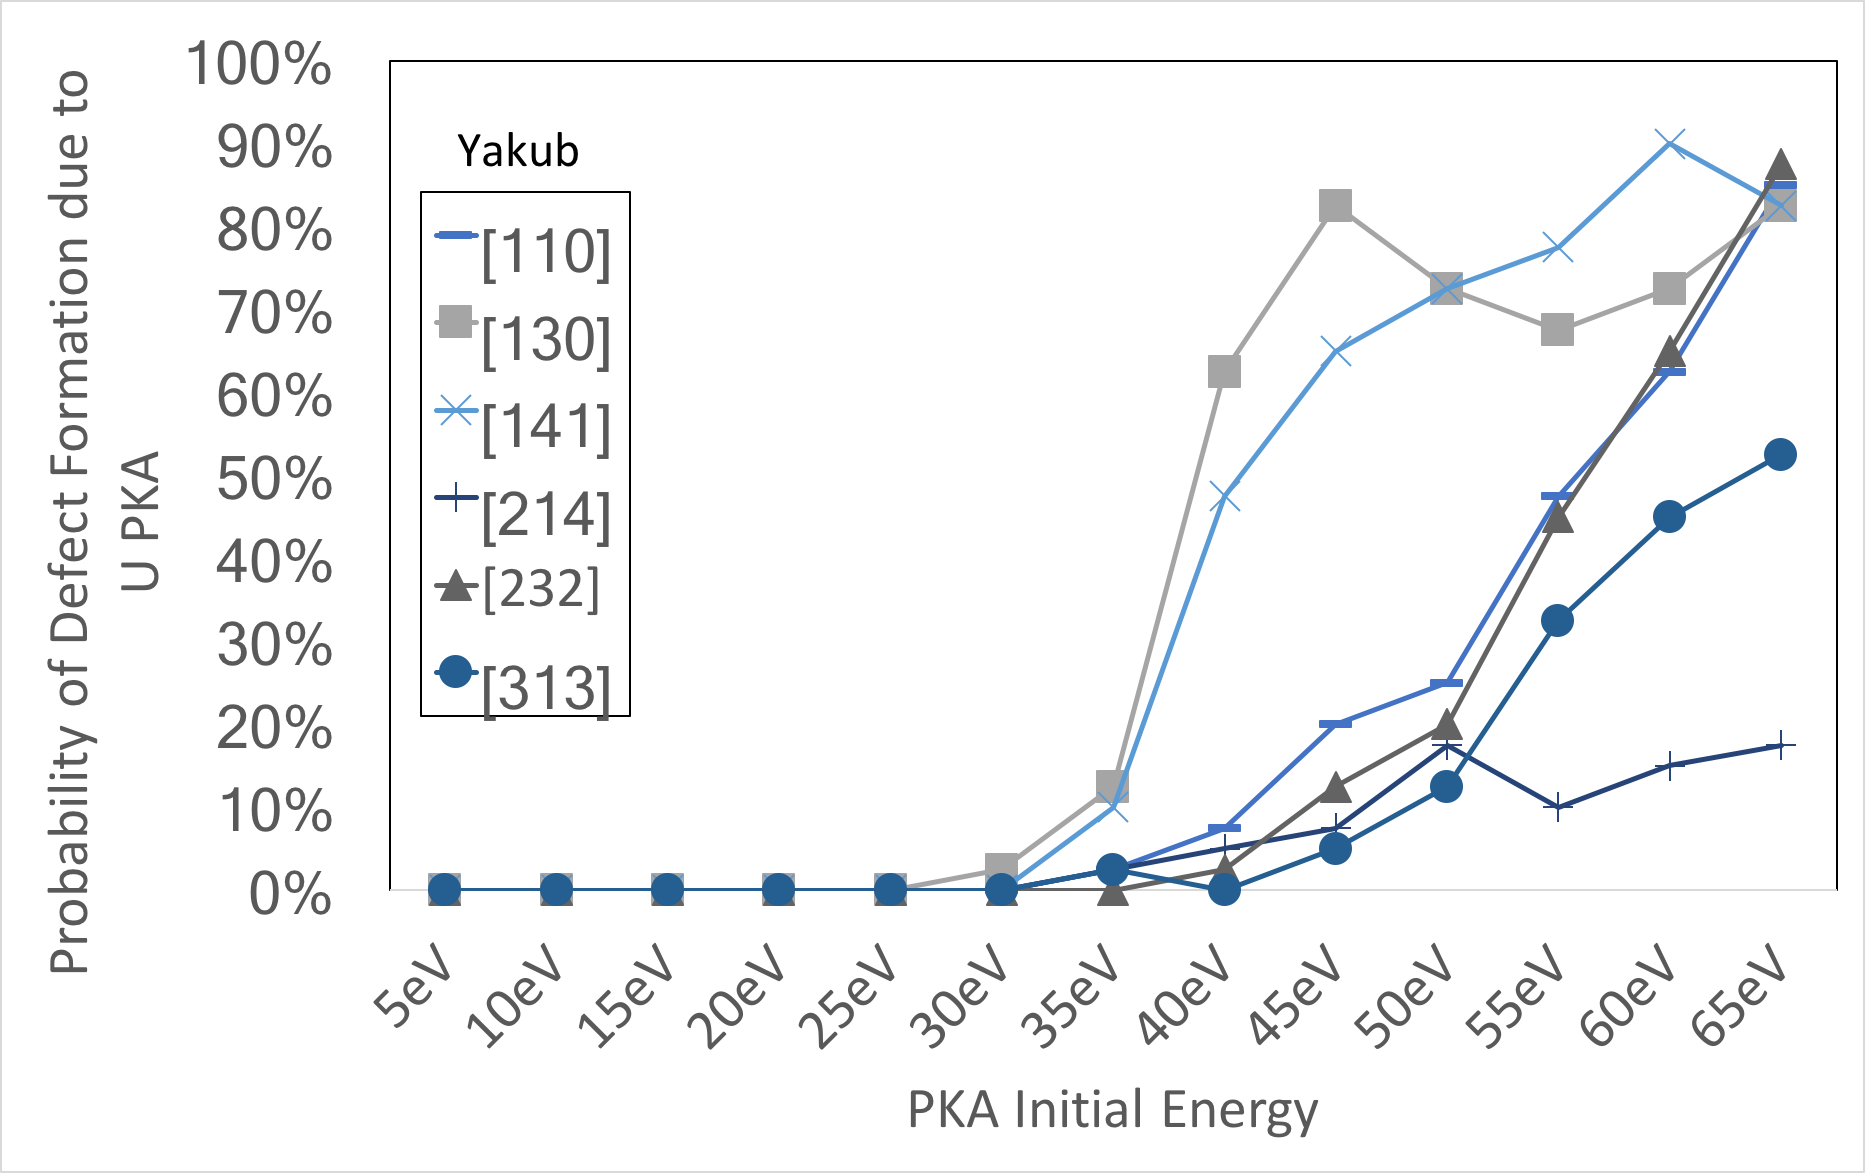 Probability of Defect Formation due to
U PKA
100%
90%
80%
70%
60%
50%
40%
30%
20%
10%
0%
Yakub
[110]
[130]
[141]
[214]
[232]
[313]
5eV
10eV
15eV
20eV
25eV
30eV
35eV
40eV
45eV
50eV
55eV
60eV
65eV
PKA Initial Energy